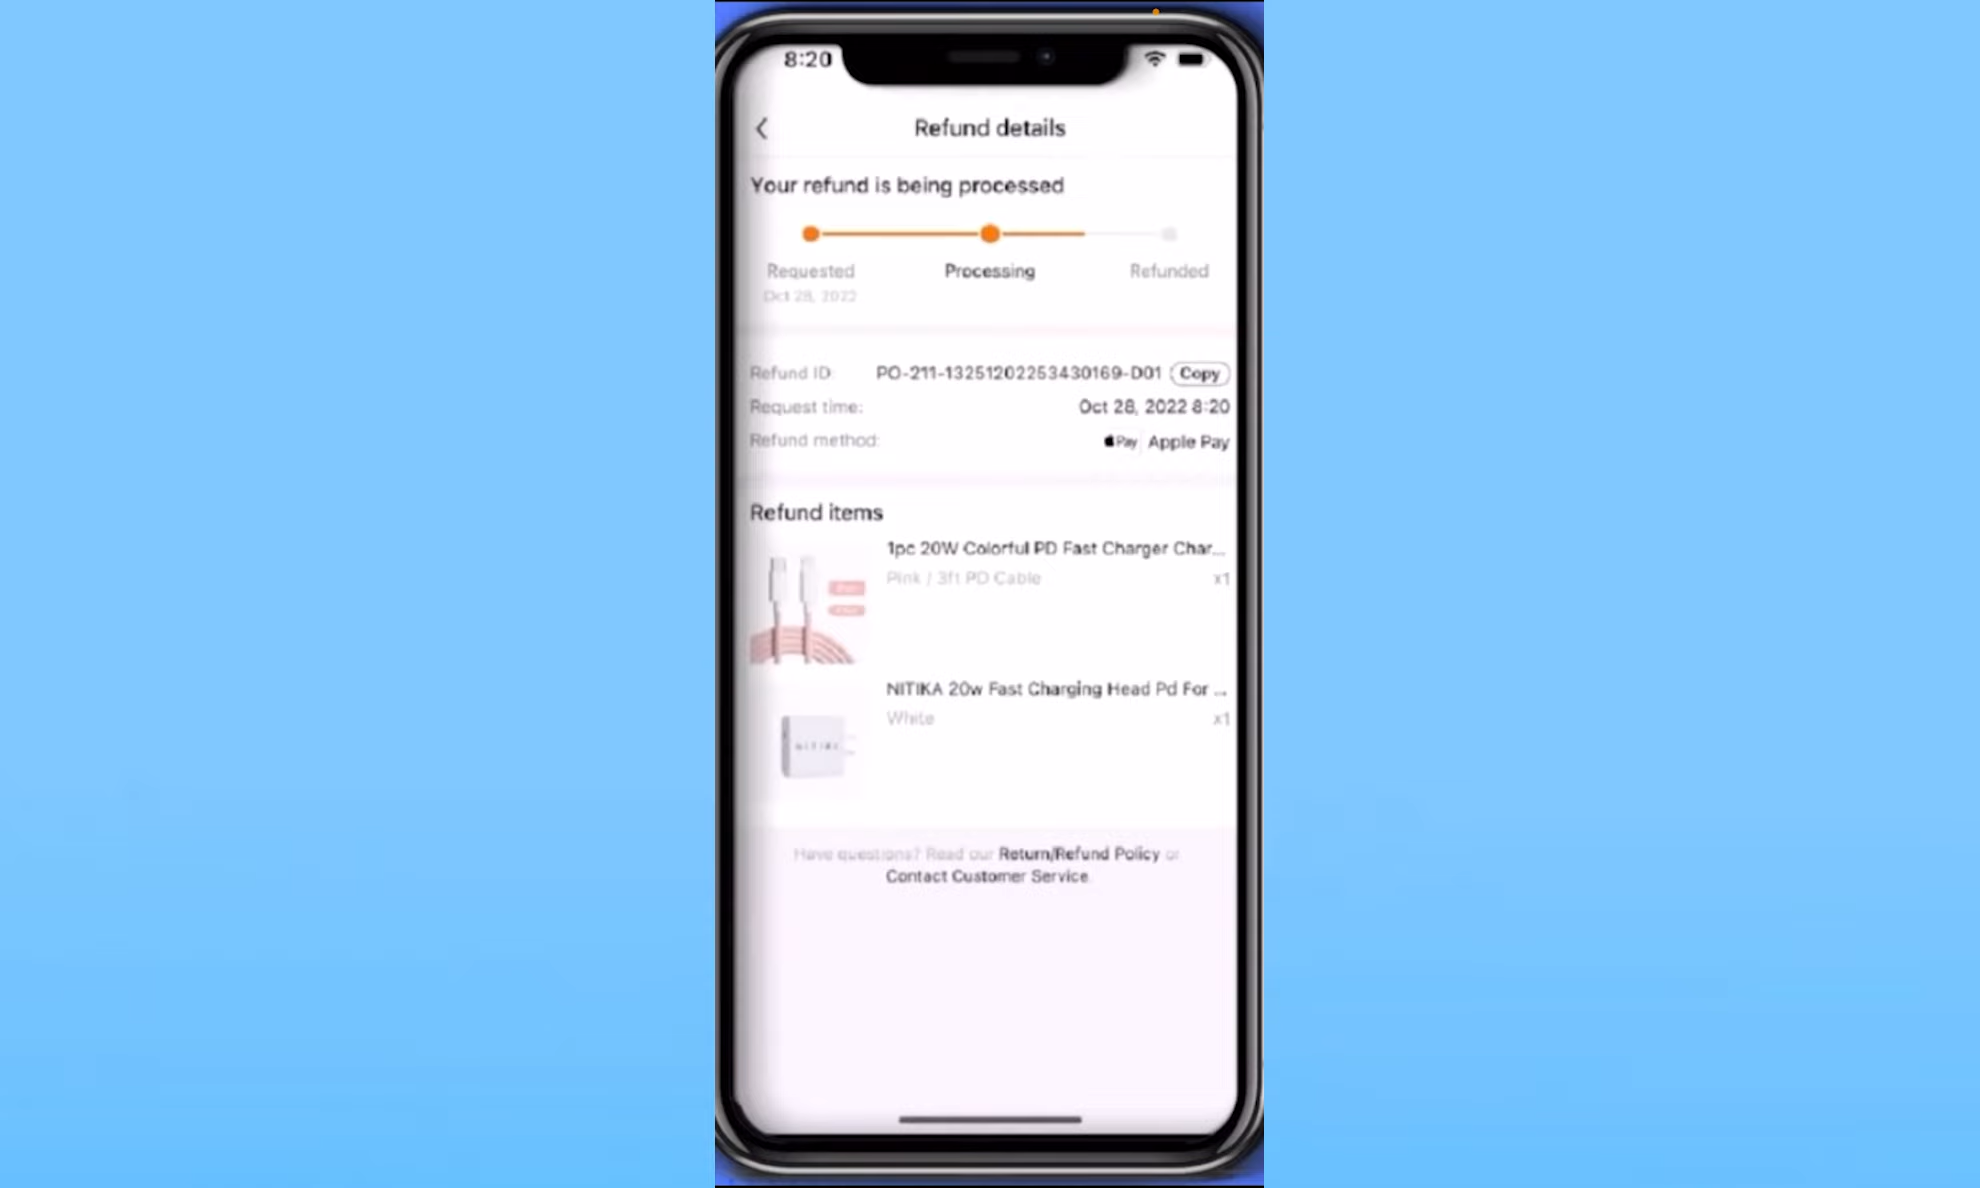 8:20
Refund details
Your refund is being processed
Requested
Processing
Refunded
Oct 28, 2022
Refund ID: PO-211-13251202253430169-D01 Copy
Request time: Oct 28, 2022 8:20
Refund method: Pay Apple Pay
Refund items
1pc 20W Colorful PD Fast Charger Char...
Pink / 3ft PD Cable x1
NITIKA 20w Fast Charging Head Pd For ...
White x1
Have questions? Read our Return/Refund Policy or
Contact Customer Service